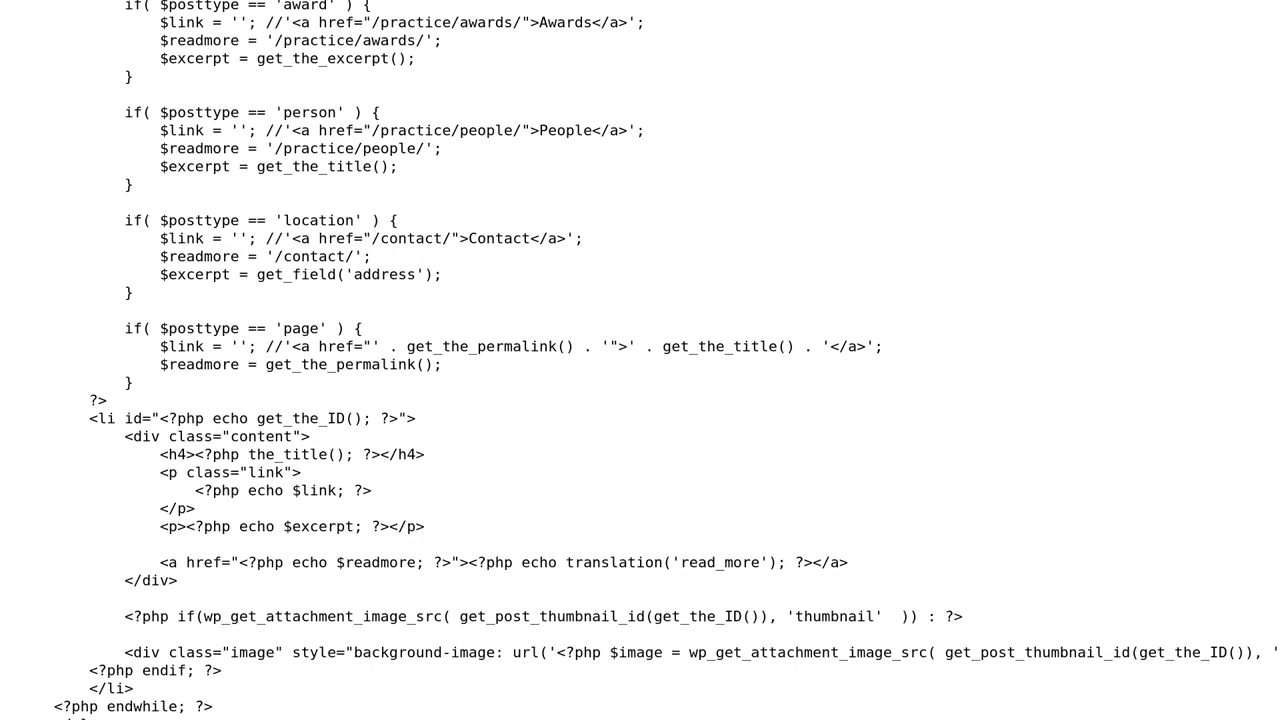 if( $posttype == 'award' ) {
$link = ''; //'<a href="/practice/awards/">Awards</a>';
$readmore = '/practice/awards/';
$excerpt = get_the_excerpt();
}
if( $posttype == 'person' ) {
$link = ''; //'<a href="/practice/people/">People</a>';
$readmore = '/practice/people/';
$excerpt = get_the_title();
}
if( $posttype == 'location' ) {
$link = ''; //'<a href="/contact/">Contact</a>';
$readmore = '/contact/';
$excerpt = get_field('address');
}
if( $posttype == 'page' ) {
$link = ''; //'<a href="' . get_the_permalink() . '">' . get_the_title() . '</a>';
$readmore = get_the_permalink();
}
?>
<li id="<?php echo get_the_ID(); ?>">
<div class="content">
<h4><?php the_title(); ?></h4>
<p class="link">
<?php echo $link; ?>
</p>
<p><?php echo $excerpt; ?></p>
<a href="<?php echo $readmore; ?>"><?php echo translation('read_more'); ?></a>
</div>
<?php if(wp_get_attachment_image_src( get_post_thumbnail_id(get_the_ID()), 'thumbnail'  )) : ?>
<div class="image" style="background-image: url('<?php $image = wp_get_attachment_image_src( get_post_thumbnail_id(get_the_ID()), '
<?php endif; ?>
</li>
<?php endwhile; ?>